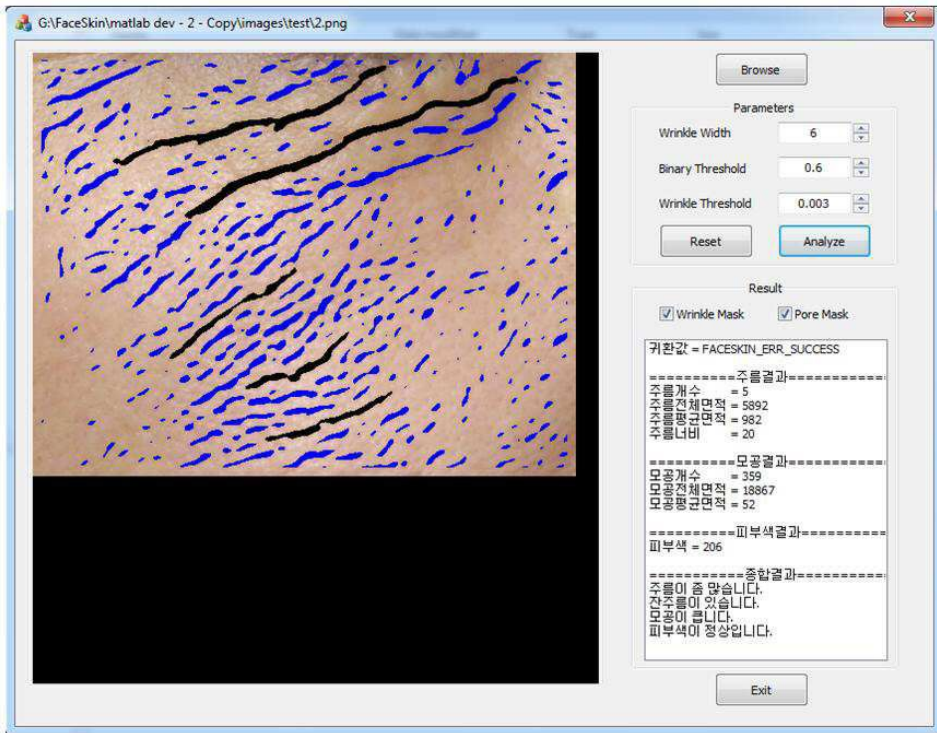 G:\FaceSkin\matlab dev - 2 - Copy\images\test\2.png
Browse
Parameters
Wrinkle Width 6
Binary Threshold 0.6
Wrinkle Threshold 0.003
Reset Analyze
Result
Wrinkle Mask Pore Mask
귀환값 = FACESKIN_ERR_SUCCESS
==========주름결과===========
주름개수 = 5
주름전체면적 = 5892
주름평균면적 = 982
주름너비 = 20
==========모공결과===========
모공개수 = 359
모공전체면적 = 18867
모공평균면적 = 52
==========피부색결과==========
피부색 = 206
===========종합결과===========
주름이 좀 많습니다.
잔주름이 있습니다.
모공이 큽니다.
피부색이 정상입니다.
Exit